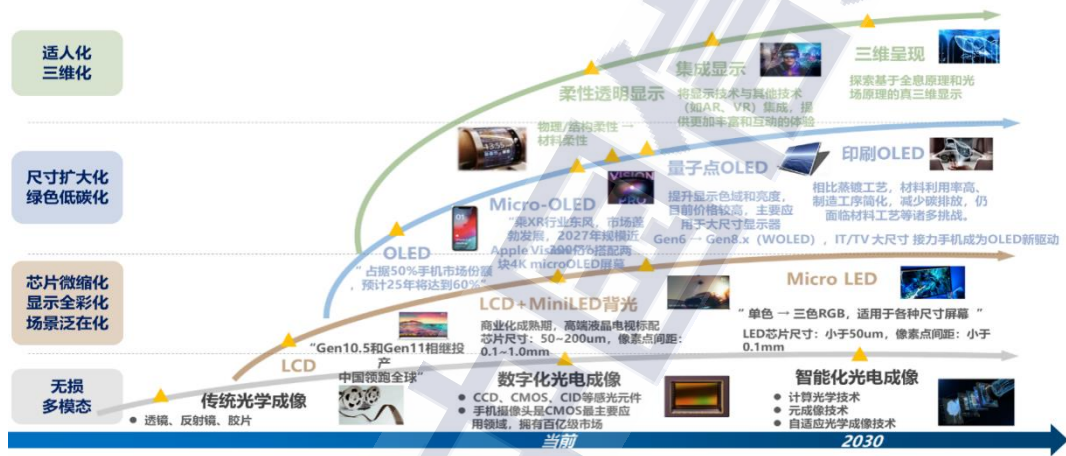 适人化
三维化
柔性透明显示
物理/结构柔性 →
材料柔性
集成显示
将显示技术与其他技术
（如AR、VR）集成，提
供更加丰富和互动的体验
三维呈现
探索基于全息原理和光
场原理的真三维显示
尺寸扩大化
绿色低碳化
OLED
“占据50%手机市场份额
，预计25年将达到60%”
Micro-OLED
“乘XR行业东风，市场蓬
勃发展，2027年规模近
Apple Vision
块4K microOLED屏幕
量子点OLED
提升显示色域和亮度，
目前价格较高，主要应
用于大尺寸显示器
印刷OLED
相比蒸镀工艺，材料利用率高、
制造工序简化，减少碳排放，仍
面临材料工艺等诸多挑战。
Gen6 → Gen8.x（WOLED），IT/TV 大尺寸 接力手机成为OLED新驱动
芯片微缩化
显示全彩化
场景泛在化
LCD
“Gen10.5和Gen11相继投
产
中国领跑全球”
LCD+MiniLED背光
商业化成熟期，高端液晶电视标配
芯片尺寸：50~200um，像素点间距：
0.1~1.0mm
Micro LED
“ 单色 → 三色RGB，适用于各种尺寸屏幕 ”
LED芯片尺寸：小于50um，像素点间距：小于
0.1mm
无损
多模态
传统光学成像
● 透镜、反射镜、胶片
数字化光电成像
● CCD、CMOS、CID等感光元件
● 手机摄像头是CMOS最主要应
用领域，拥有百亿级市场
智能化光电成像
● 计算光学技术
● 元成像技术
● 自适应光学成像技术
当前
2030